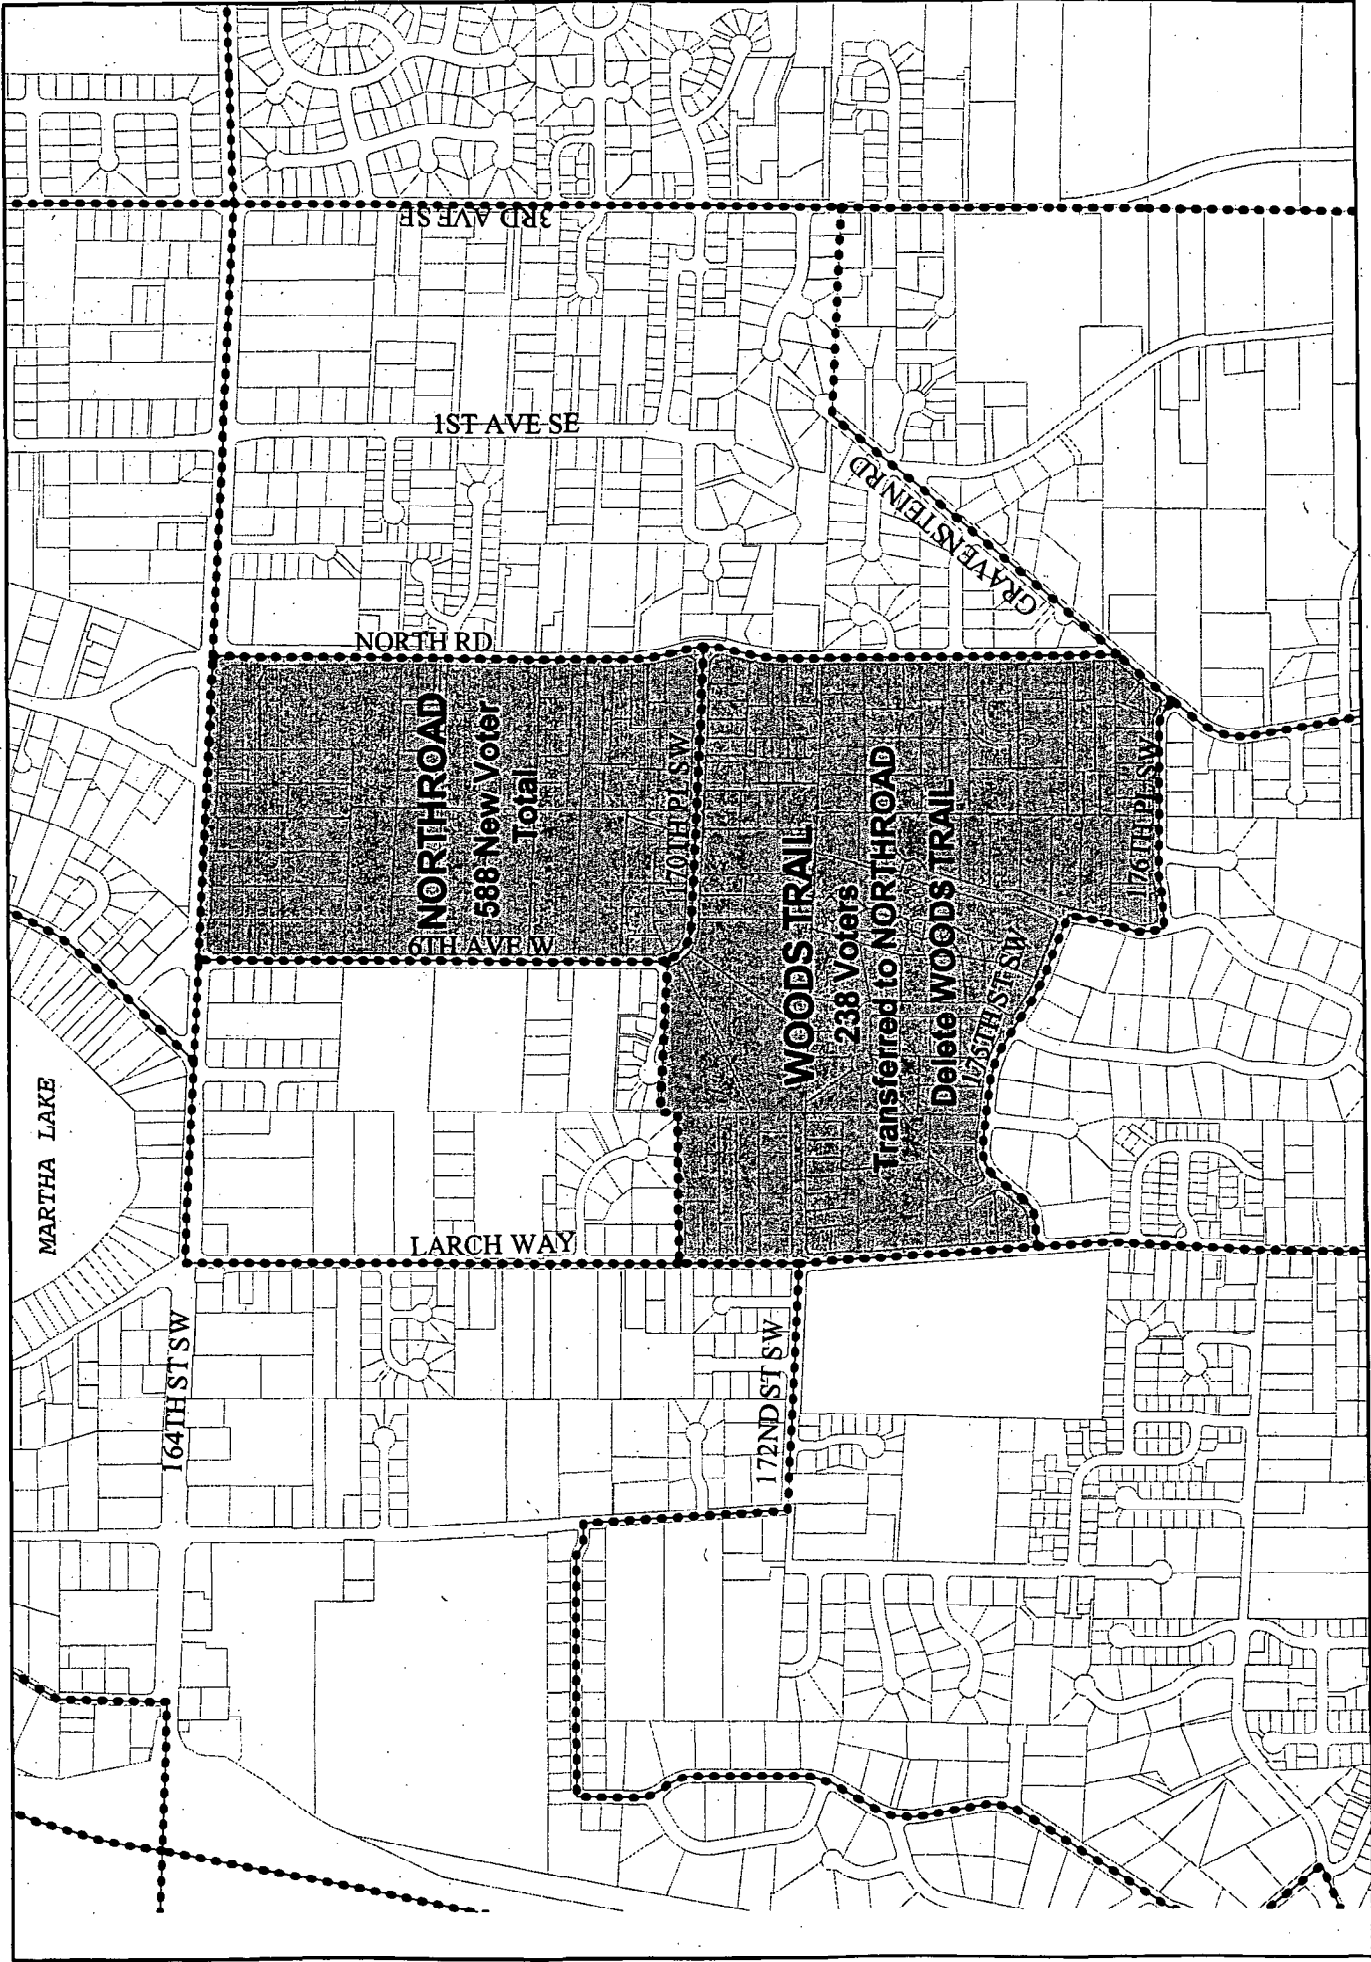 MARTHA LAKE
164TH ST SW
LARCH WAY
172ND ST SW
6TH AVE W
NORTH RD
NORTHROAD
588 New Voter
Total
170TH PL SW
WOODS TRAIL
238 Voters
Transferred to NORTHROAD
Delete WOODS TRAIL
175TH ST SW
176TH PL SW
1ST AVE SE
GRAVENSTEIN RD
3RD AVE SE